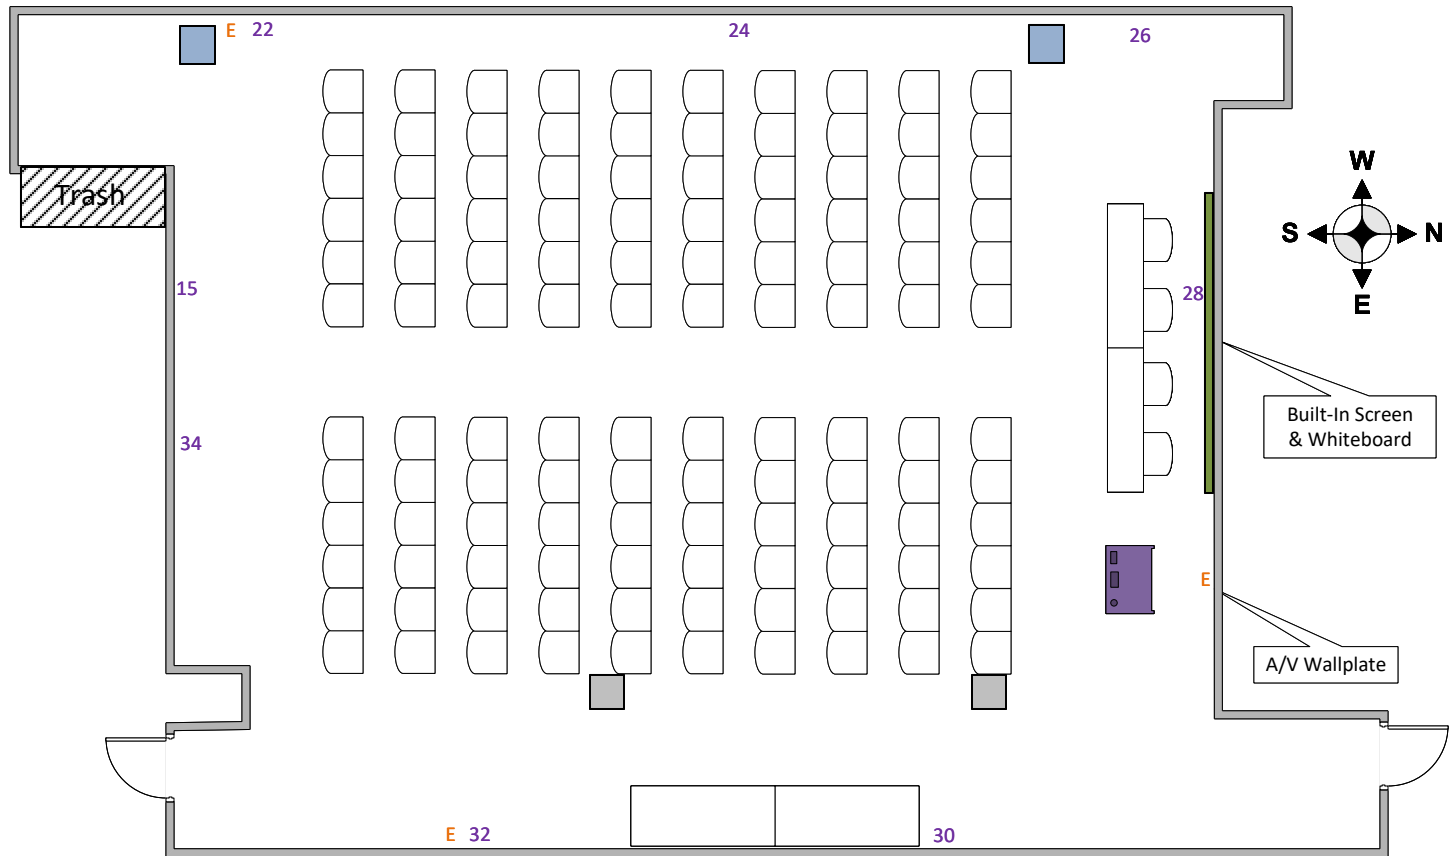 E 22
24
26
Trash
W
S
N
E
15
28
Built-In Screen
& Whiteboard
34
E
A/V Wallplate
E 32
30